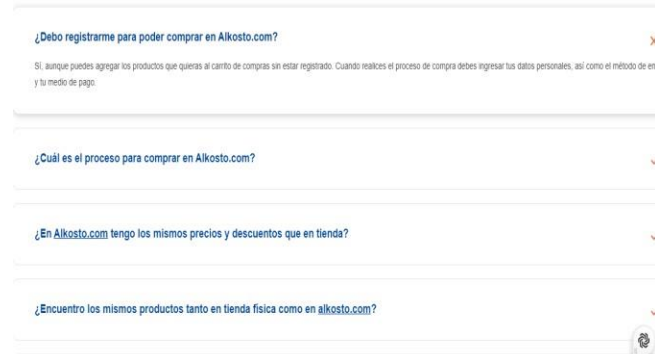 ¿Debo registrarme para poder comprar en Alkosto.com?
Sí, aunque puedes agregar los productos que quieras al carrito de compras sin estar registrado. Cuando realices el proceso de compra debes ingresar tus datos personales, así como el método de
y tu medio de pago.
¿Cuál es el proceso para comprar en Alkosto.com?
¿En Alkosto.com tengo los mismos precios y descuentos que en tienda?
¿Encuentro los mismos productos tanto en tienda física como en alkosto.com?